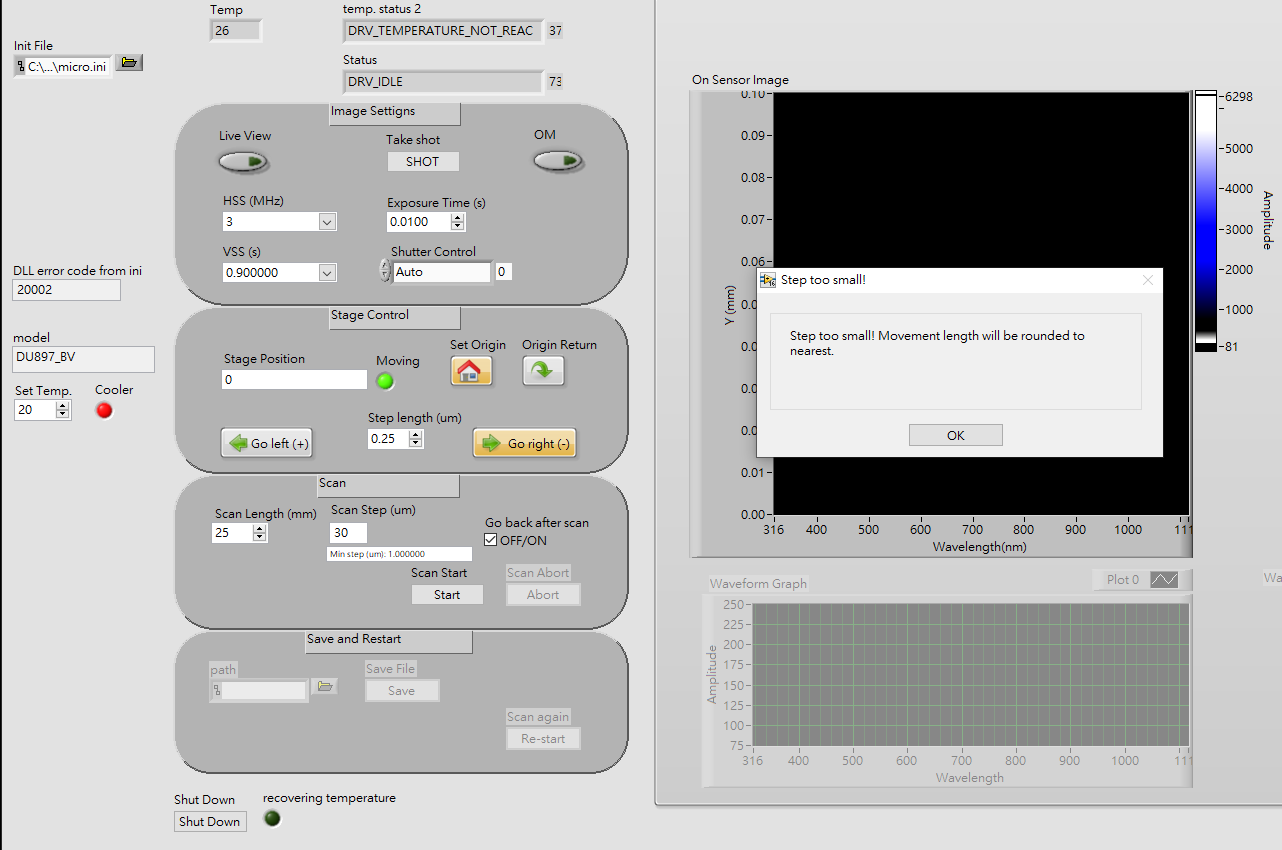 Temp
26
temp. status 2
DRV_TEMPERATURE_NOT_REAC
37
Init File
C:\...\micro.ini
Status
DRV_IDLE
73
Image Settigns
Live View
Take shot
SHOT
OM
HSS (MHz)
3
Exposure Time (s)
0.0100
VSS (s)
0.900000
Shutter Control
Auto
0
DLL error code from ini
20002
model
DU897_BV
Set Temp.
20
Cooler
Stage Control
Stage Position
0
Moving
Set Origin
Origin Return
Step length (um)
0.25
Go left (+)
Go right (-)
Scan
Scan Length (mm)
25
Scan Step (um)
30
Min step (um): 1.000000
Go back after scan
OFF/ON
Scan Start
Start
Scan Abort
Abort
Save and Restart
path
Save File
Save
Scan again
Re-start
Shut Down
Shut Down
recovering temperature
On Sensor Image
0.10
0.09
0.08
0.07
0.06
0.0
0.0
0.0
0.0
0.01
0.00
Y (mm)
316 400 500 600 700 800 900 1000 111
Wavelength(nm)
6298
5000
4000
3000
2000
1000
81
Amplitude
Step too small!
Step too small! Movement length will be rounded to
nearest.
OK
Waveform Graph
Plot 0
Wa
250
225
200
175
150
125
100
75
Amplitude
316 400 500 600 700 800 900 1000 111
Wavelength